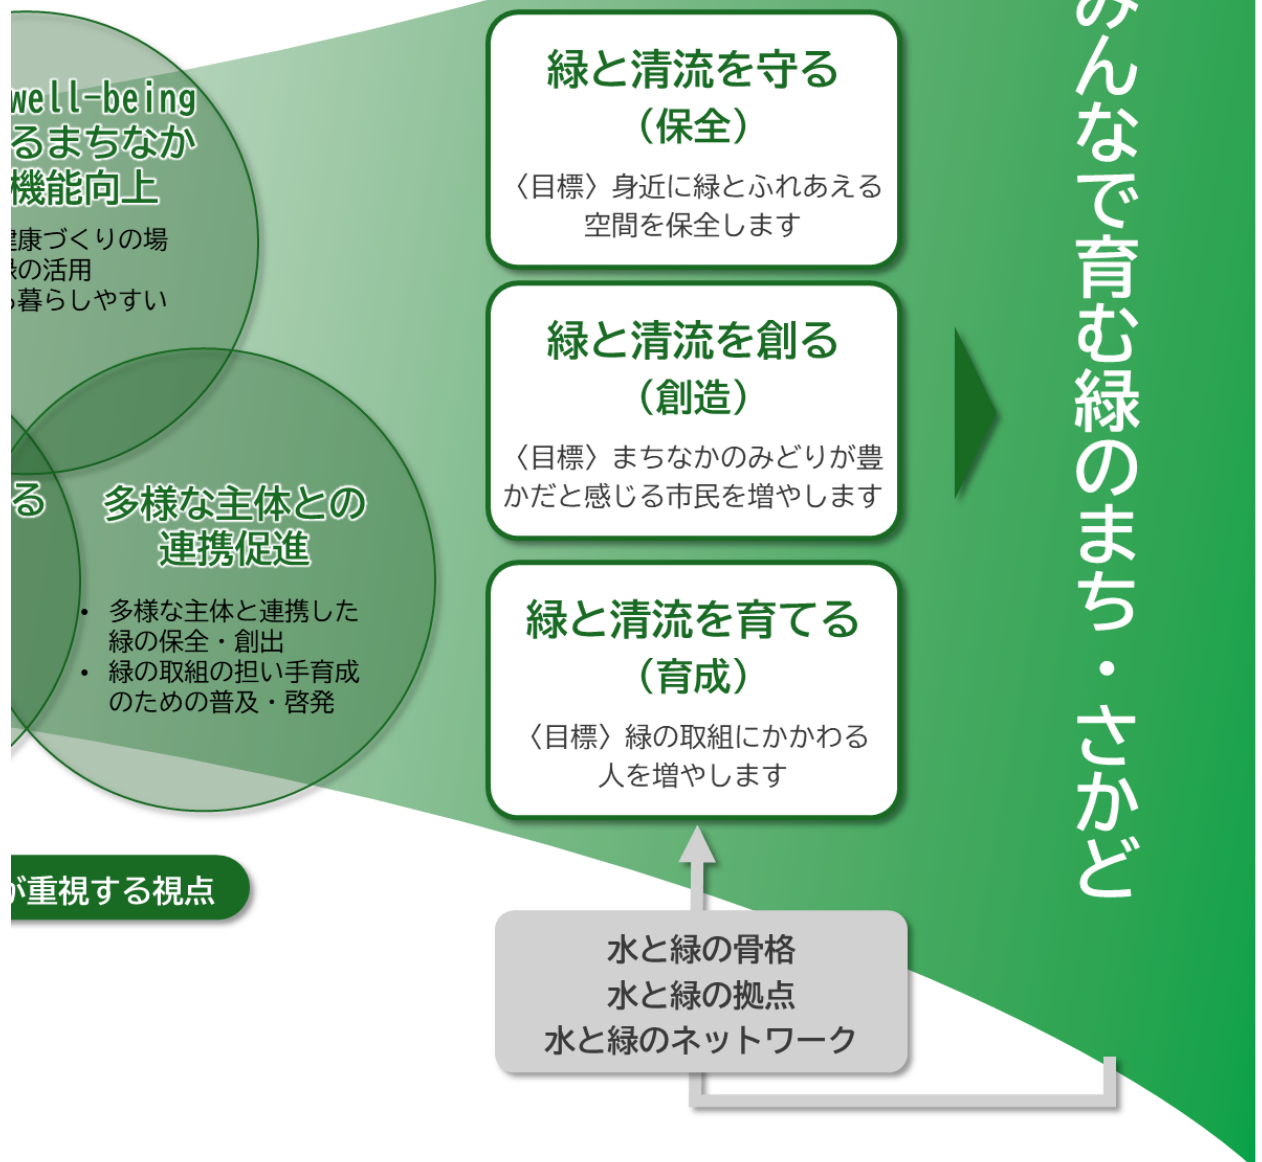 well-being
るまちなか
機能向上
健康づくりの場
緑の活用
暮らしやすい
る
多様な主体との
連携促進
• 多様な主体と連携した
緑の保全・創出
• 緑の取組の担い手育成
のための普及・啓発
が重視する視点
緑と清流を守る
（保全）
〈目標〉身近に緑とふれあえる
空間を保全します
緑と清流を創る
（創造）
〈目標〉まちなかのみどりが豊
かだと感じる市民を増やします
緑と清流を育てる
（育成）
〈目標〉緑の取組にかかわる
人を増やします
水と緑の骨格
水と緑の拠点
水と緑のネットワーク
みんなで育む緑のまち・さかど